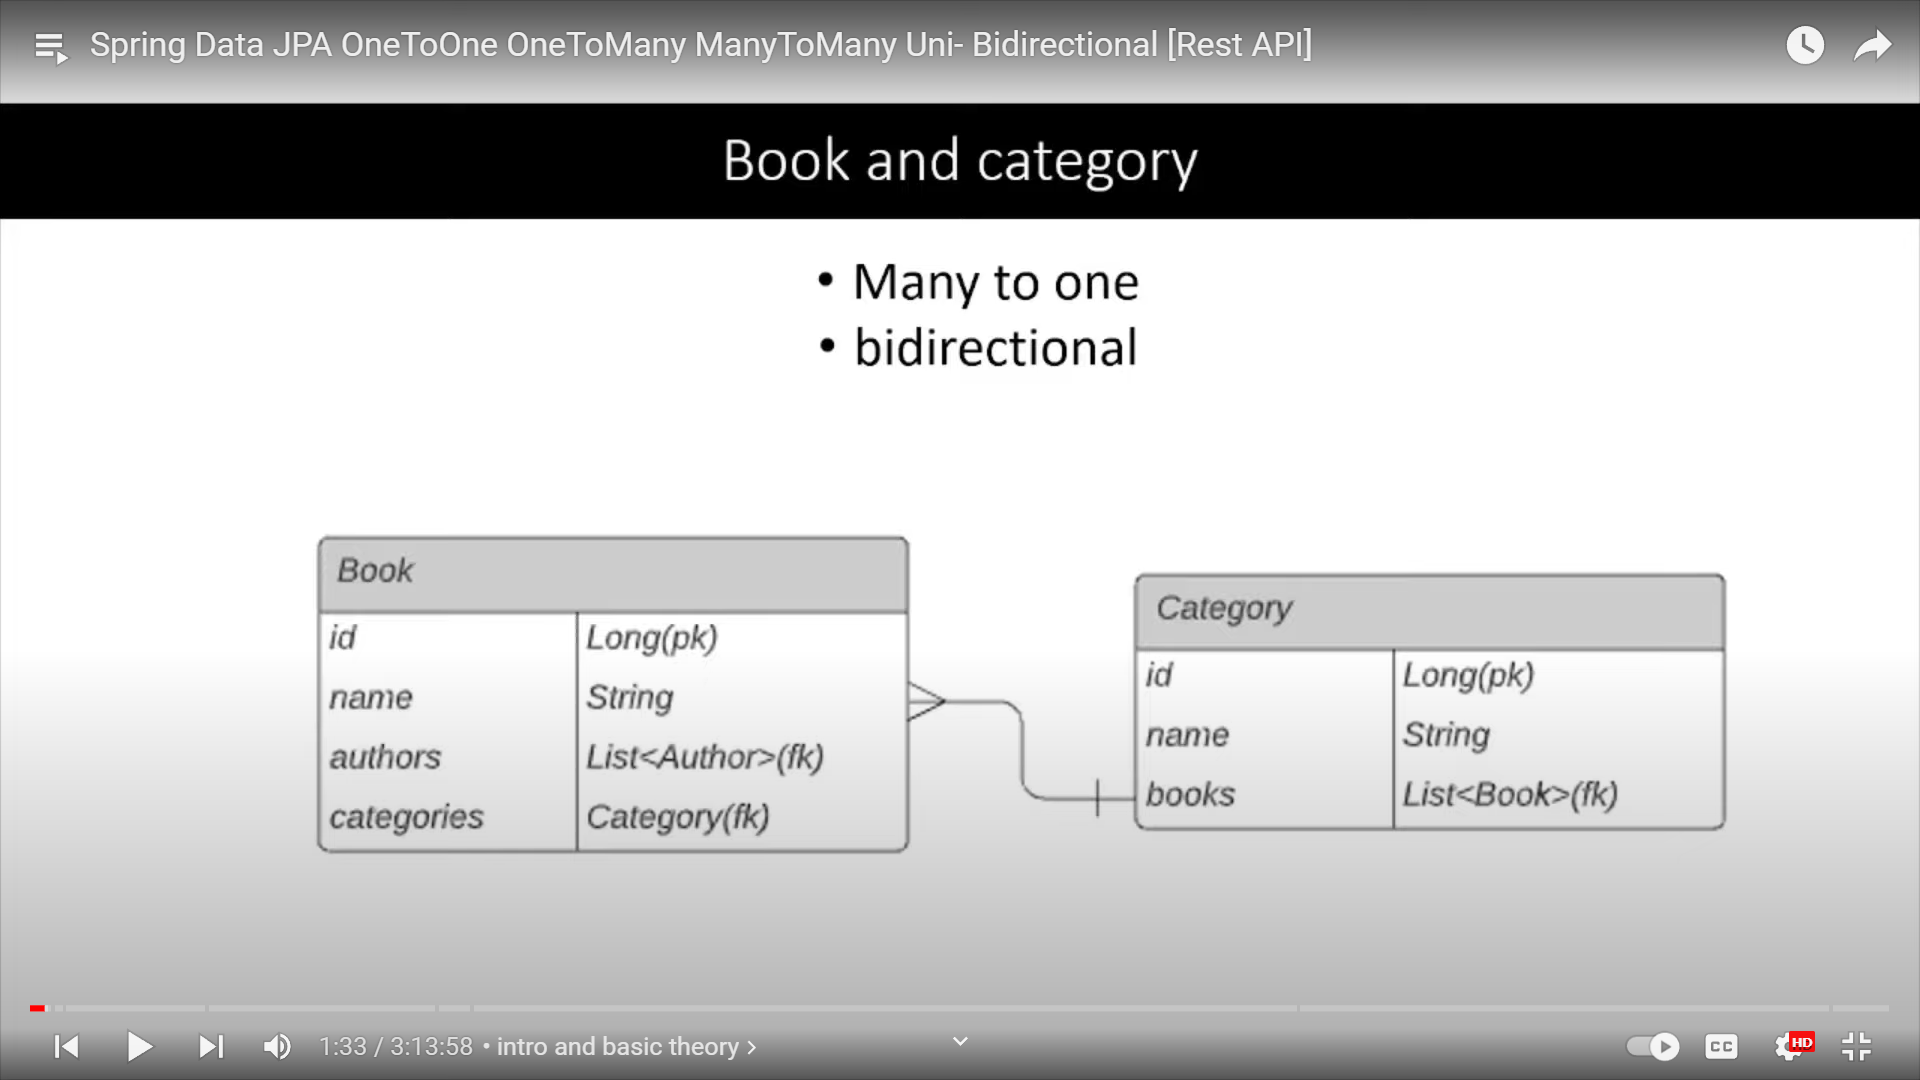 Spring Data JPA OneToOne OneToMany ManyToMany Uni- Bidirectional [Rest API]
Book and category
• Many to one
• bidirectional
Book
id Long(pk)
name String
authors List<Author>(fk)
categories Category(fk)
Category
id Long(pk)
name String
books List<Book>(fk)
1:33 / 3:13:58 • intro and basic theory >
CC
HD